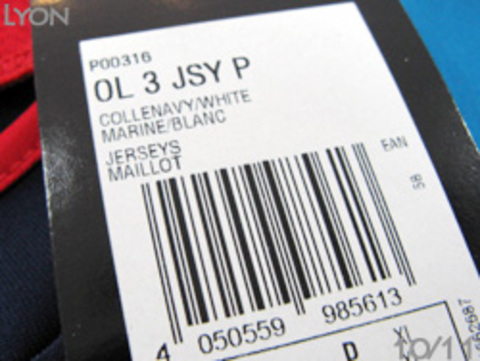 LYON
P00316
OL 3 JSY P
COLLENAVY/WHITE
MARINE/BLANC
JERSEYS
MAILLOT
EAN
4 050559 985613
D XL
10/11